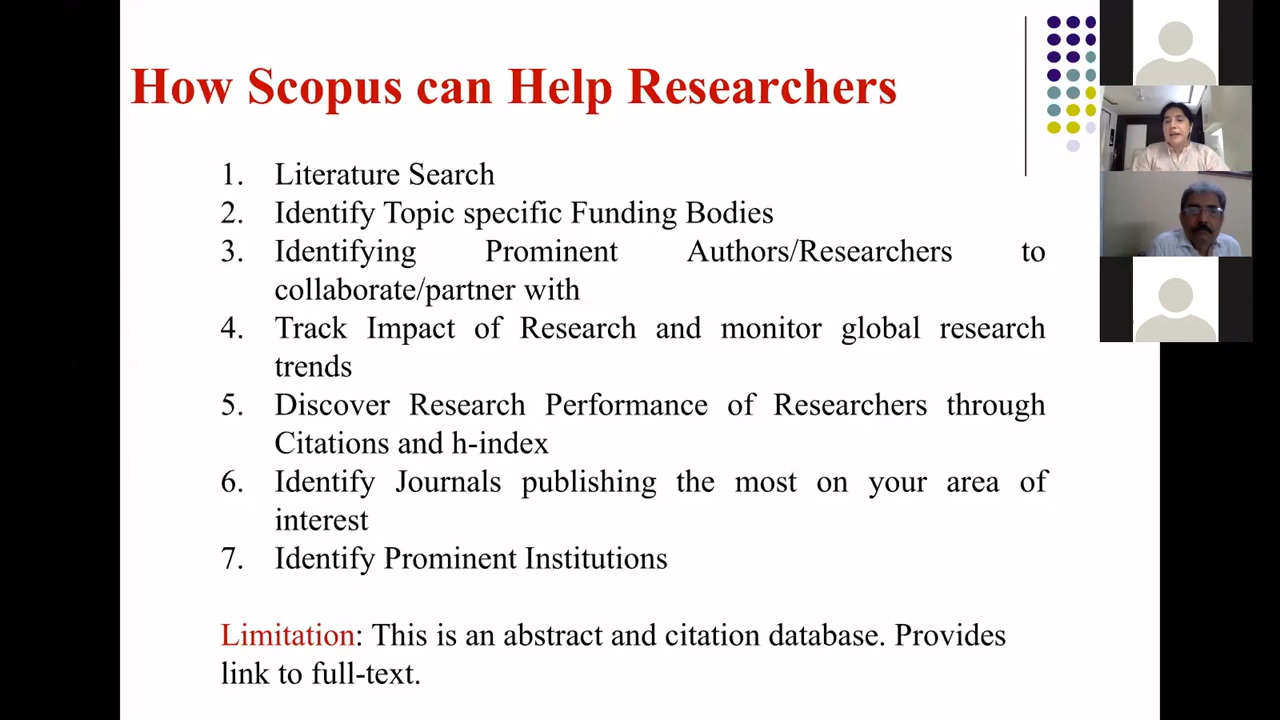 How Scopus can Help Researchers
1. Literature Search
2. Identify Topic specific Funding Bodies
3. Identifying Prominent Authors/Researchers to
collaborate/partner with
4. Track Impact of Research and monitor global research
trends
5. Discover Research Performance of Researchers through
Citations and h-index
6. Identify Journals publishing the most on your area of
interest
7. Identify Prominent Institutions
Limitation: This is an abstract and citation database. Provides
link to full-text.